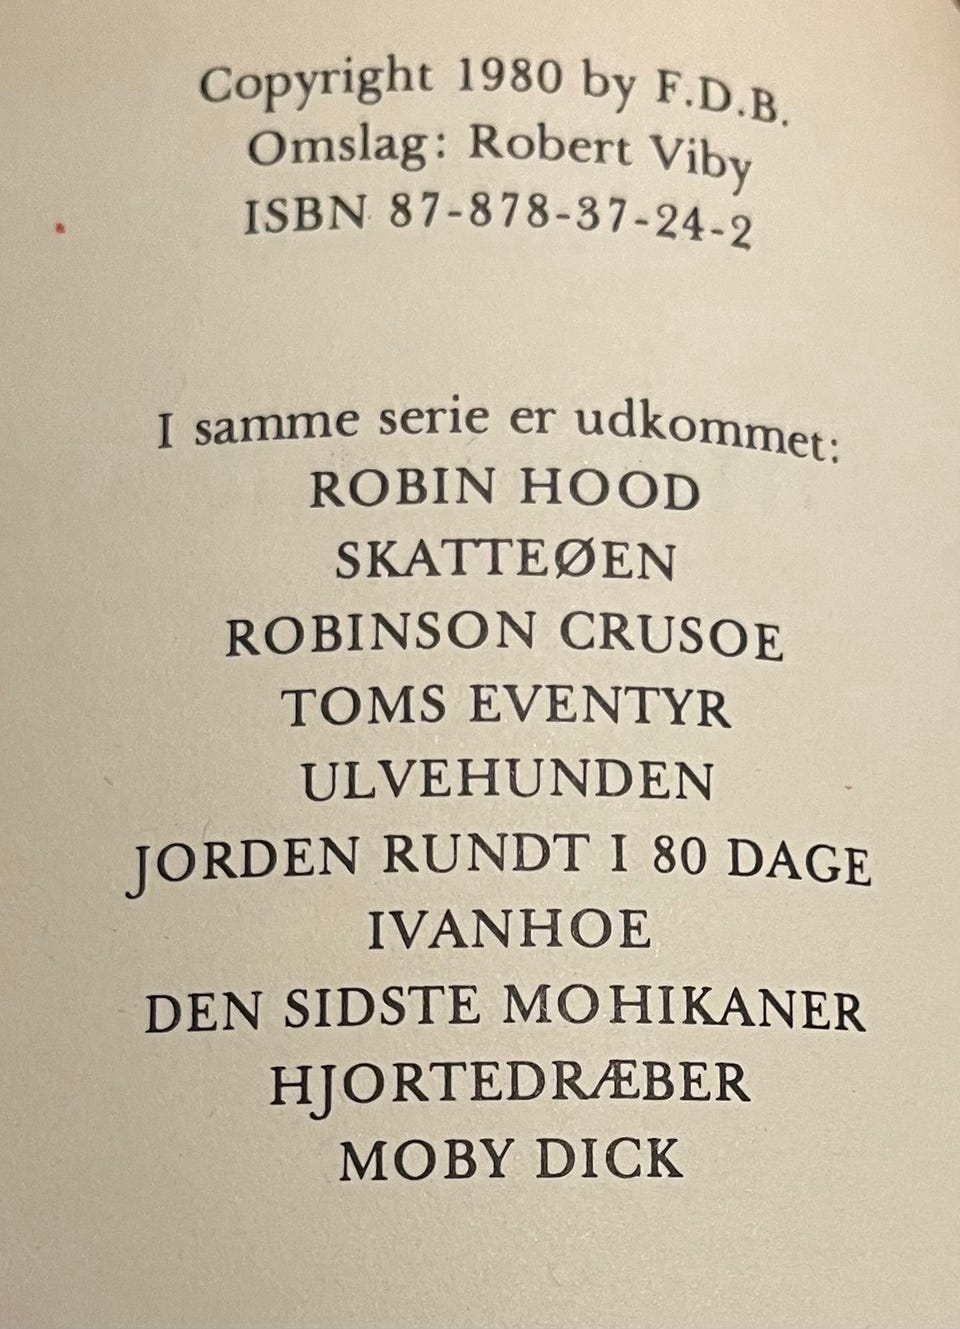 Copyright 1980 by F.D.B.
Omslag: Robert Viby
ISBN 87-878-37-24-2
I samme serie er udkommet:
ROBIN HOOD
SKATTEØEN
ROBINSON CRUSOE
TOMS EVENTYR
ULVEHUNDEN
JORDEN RUNDT I 80 DAGE
IVANHOE
DEN SIDSTE MOHIKANER
HJORTEDRÆBER
MOBY DICK